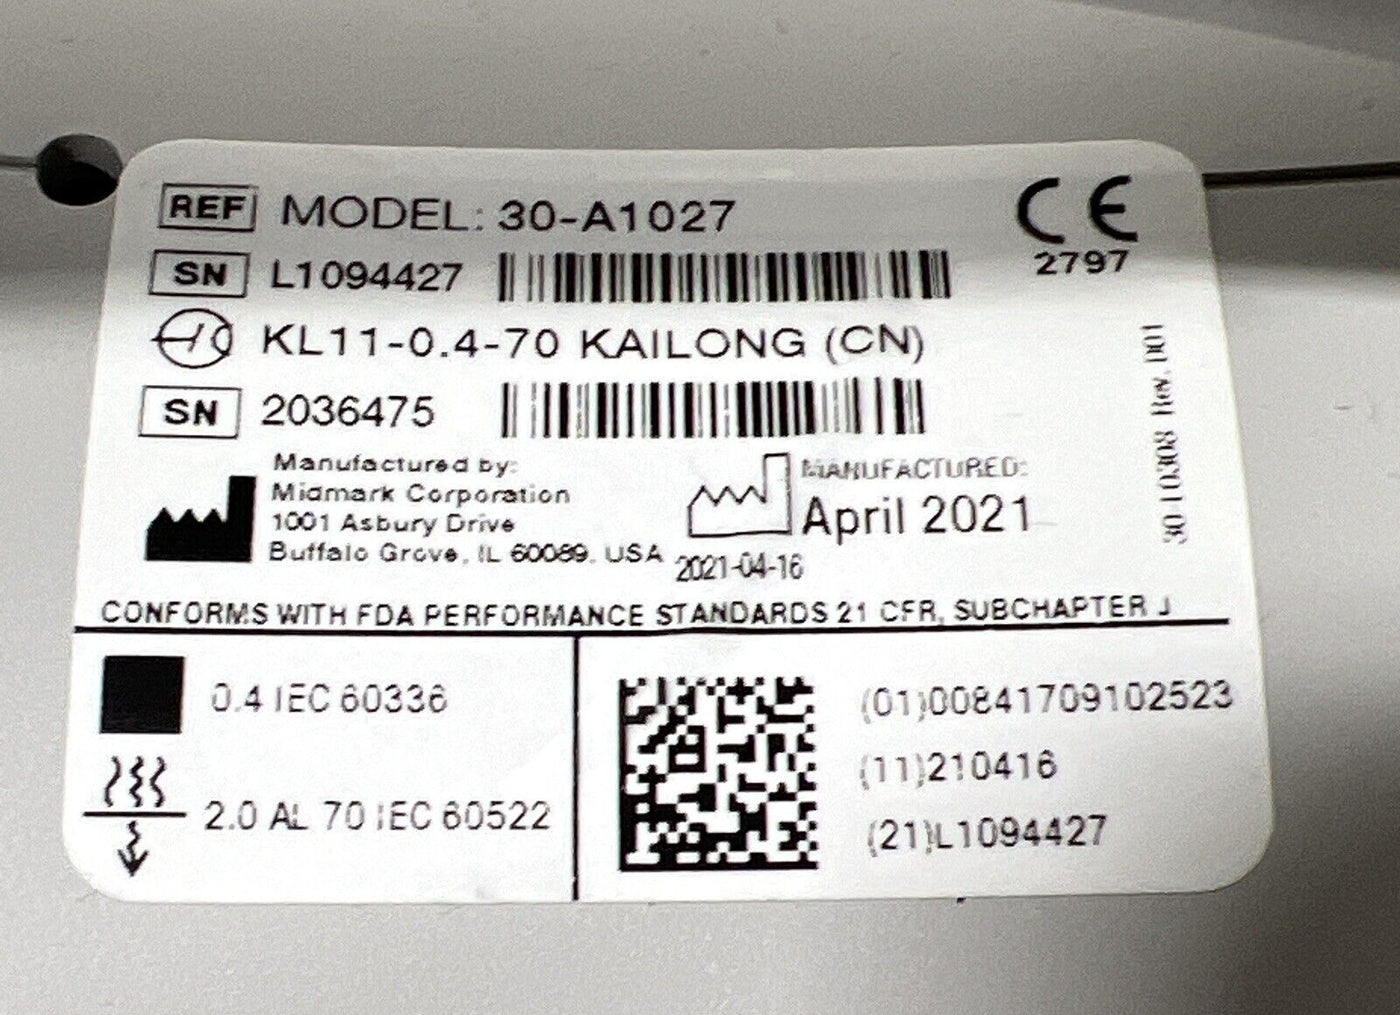 REF MODEL: 30-A1027
CE
2797
SN L1094427
KL11-0.4-70 KAILONG (CN)
SN 2036475
Manufactured by:
Midmark Corporation
1001 Asbury Drive
Buffalo Grove, IL 60089, USA
MANUFACTURED:
April 2021
2021-04-16
30-10308 Rev. D01
CONFORMS WITH FDA PERFORMANCE STANDARDS 21 CFR, SUBCHAPTER J
0.4 IEC 60336
2.0 AL 70 IEC 60522
(01)00841709102523
(11)210416
(21)L1094427